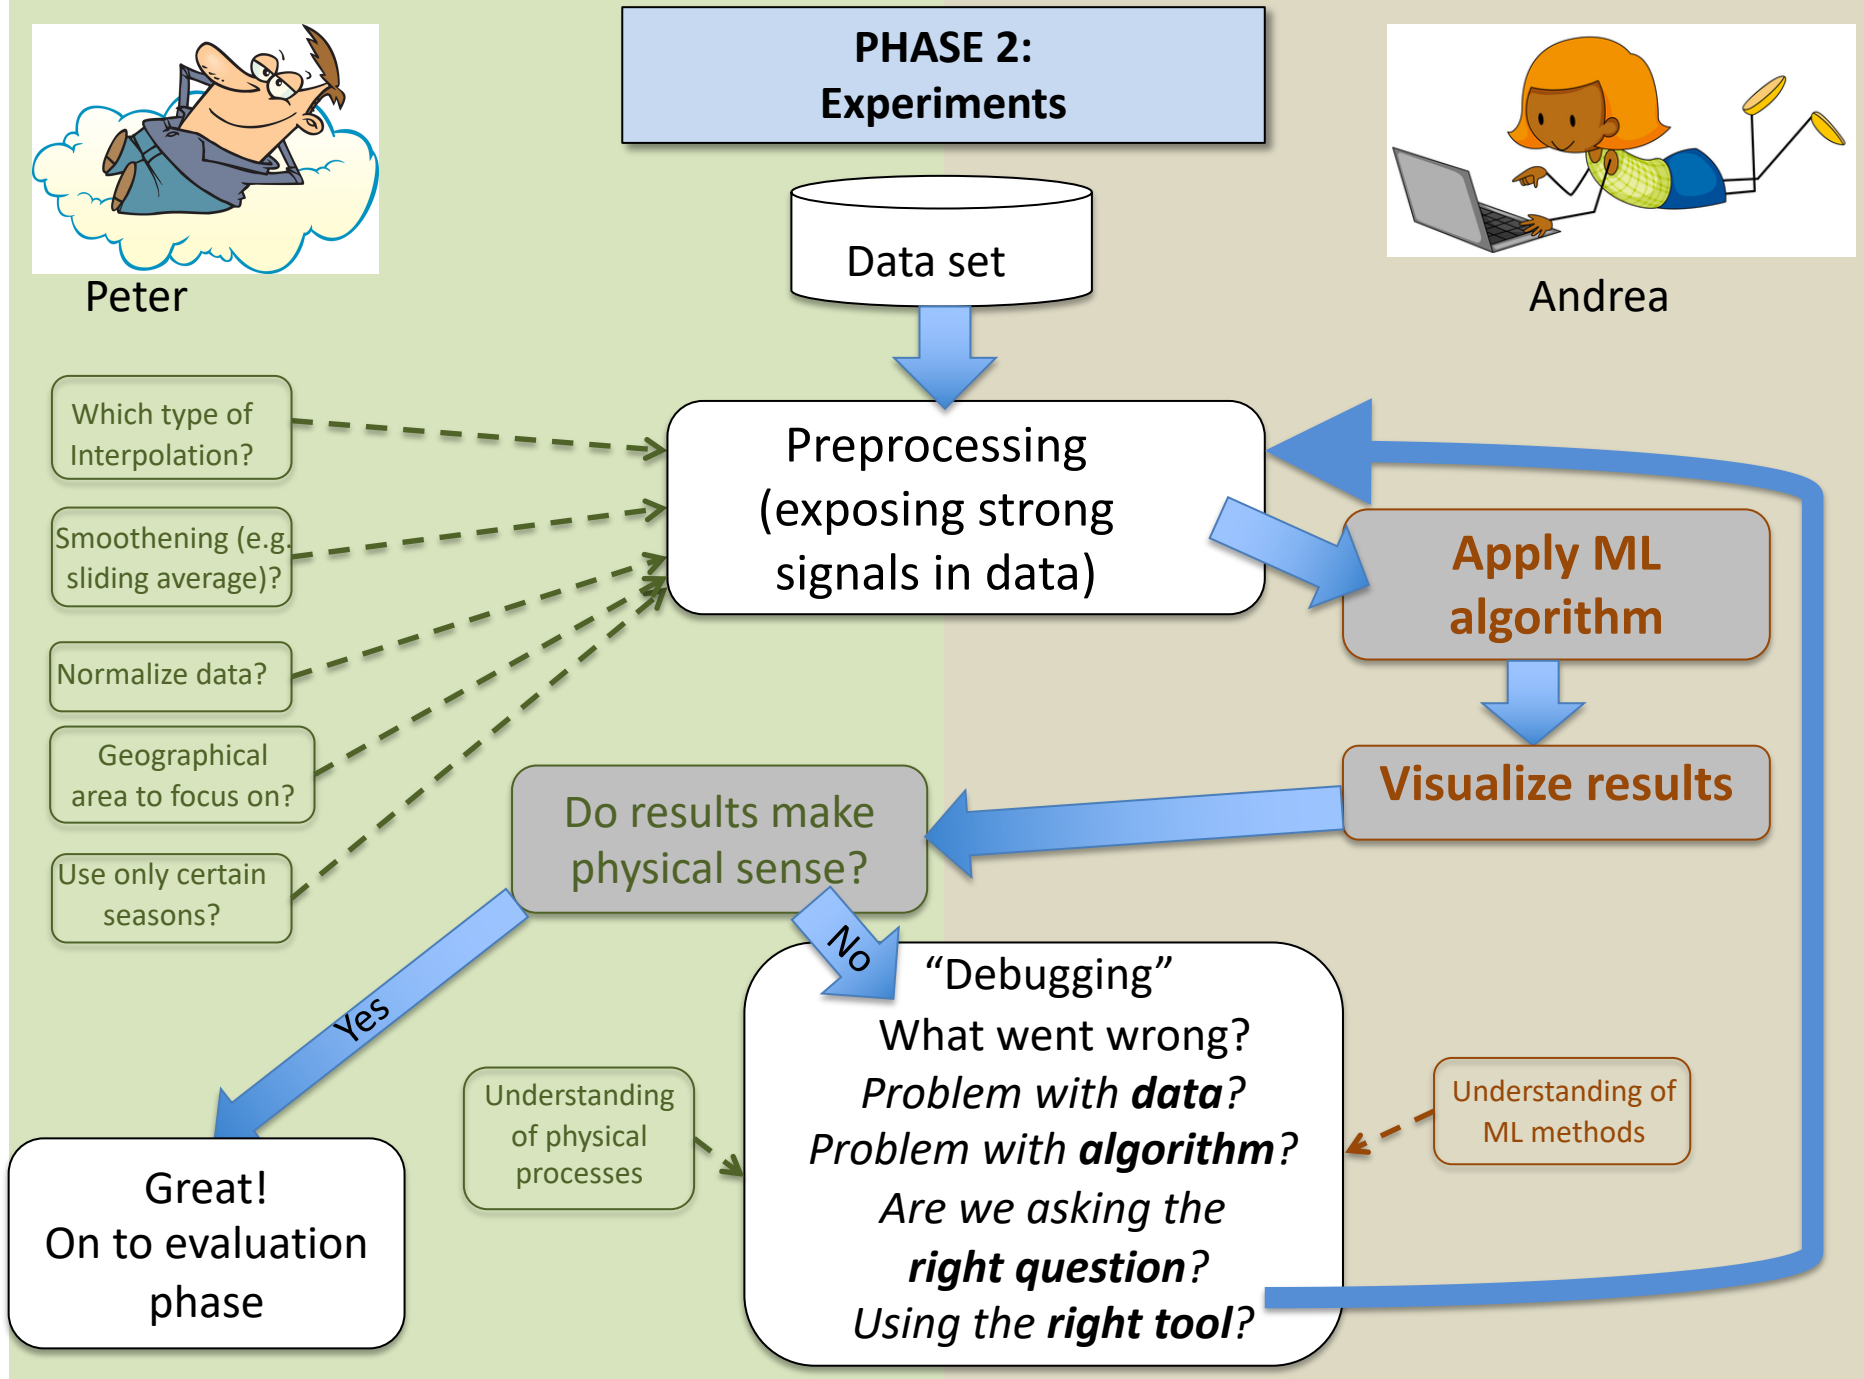 PHASE 2:
Experiments
Peter
Andrea
Data set
Which type of
Interpolation?
Smoothening (e.g.
sliding average)?
Normalize data?
Geographical
area to focus on?
Use only certain
seasons?
Preprocessing
(exposing strong
signals in data)
Apply ML
algorithm
Visualize results
Do results make
physical sense?
Yes
No
Great!
On to evaluation
phase
Understanding
of physical
processes
“Debugging”
What went wrong?
Problem with data?
Problem with algorithm?
Are we asking the
right question?
Using the right tool?
Understanding of
ML methods